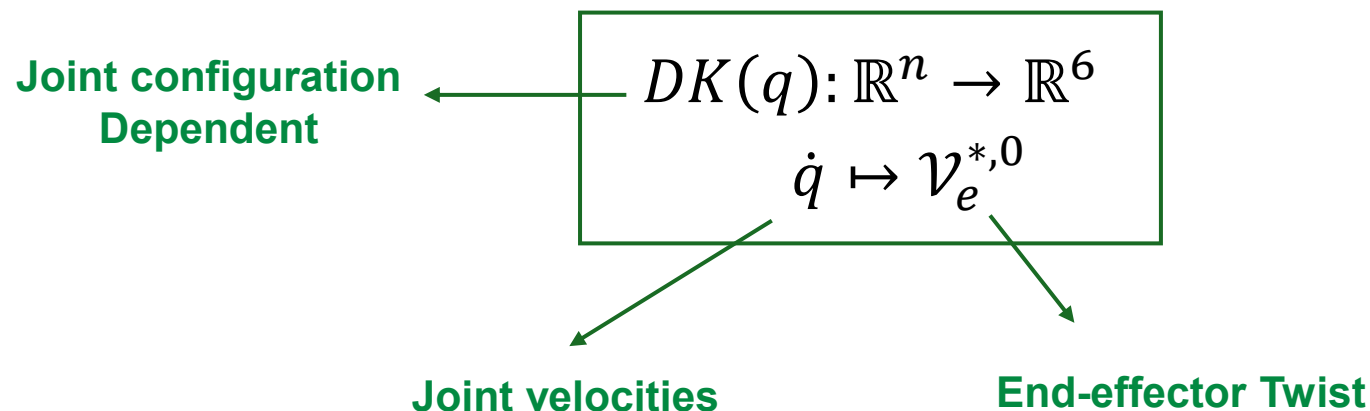 Joint configuration
Dependent
DK(q): ℝⁿ → ℝ⁶
q̇ ↦ 𝒱ₑ*,⁰
Joint velocities
End-effector Twist